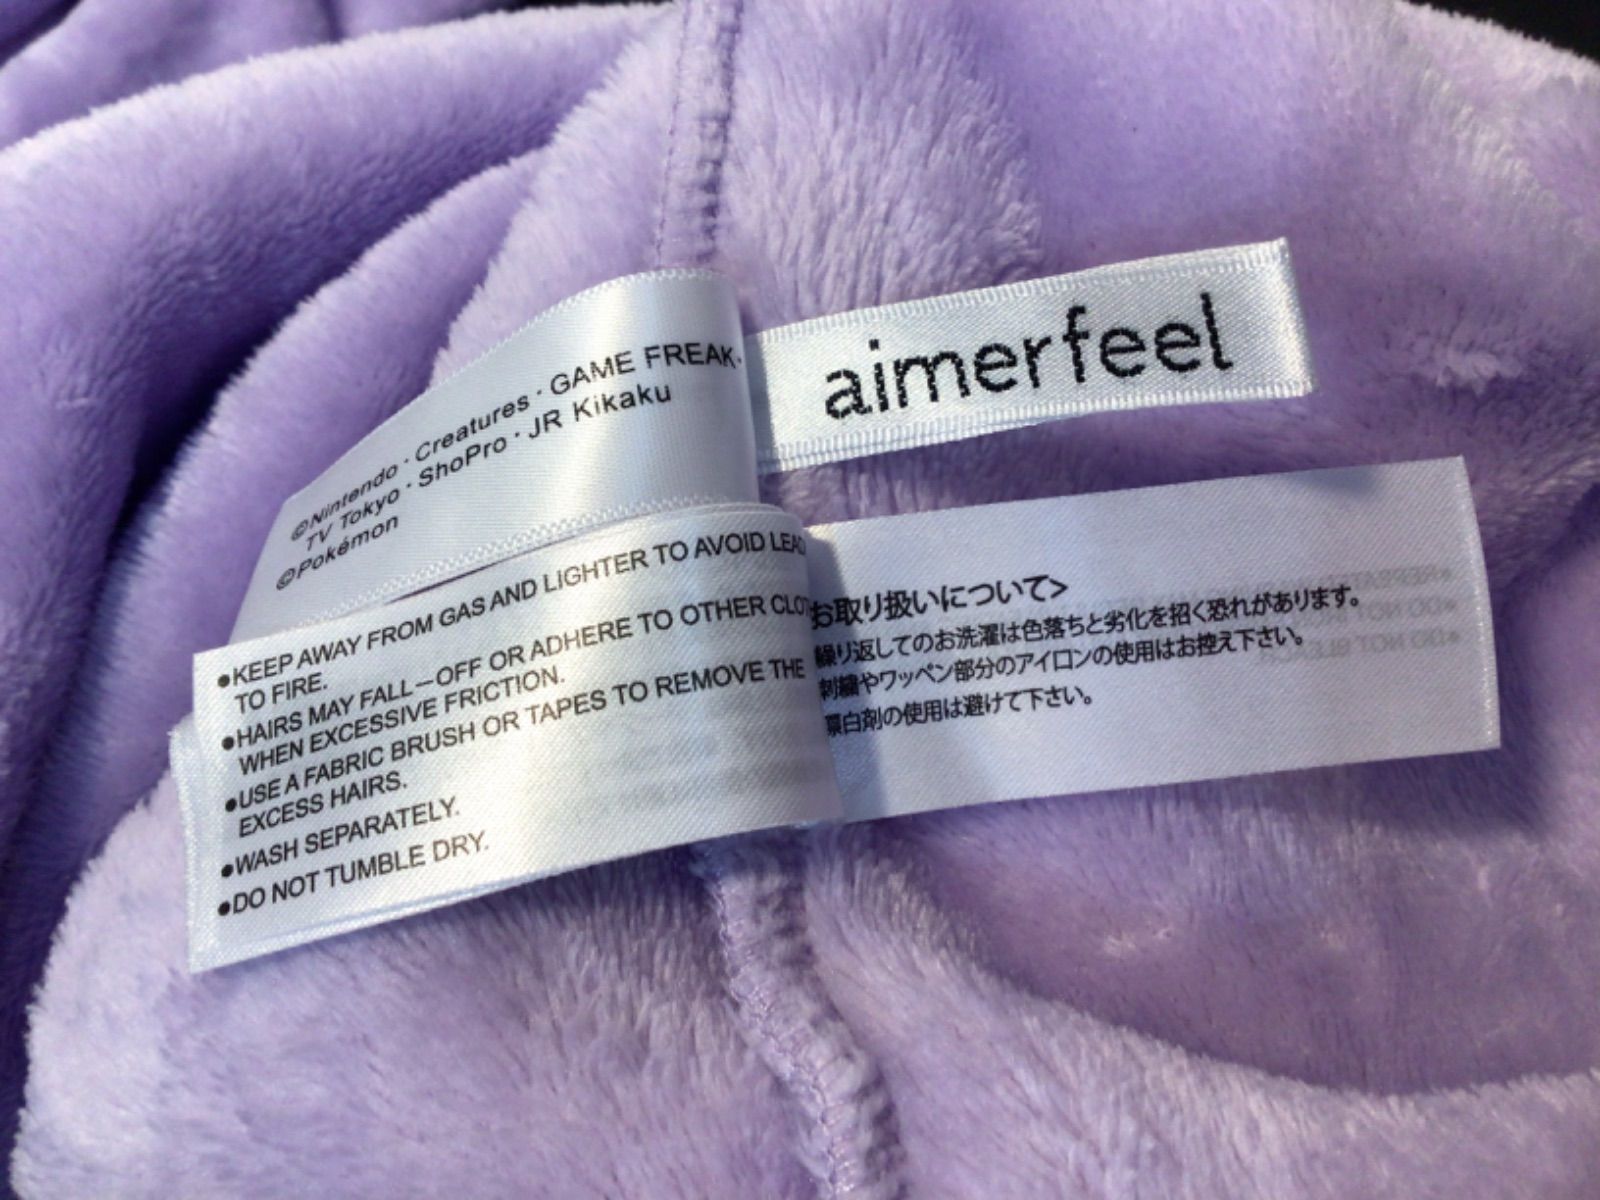 aimerfeel
©Nintendo・Creatures・GAME FREAK・
TV Tokyo・ShoPro・JR Kikaku
©Pokémon
●KEEP AWAY FROM GAS AND LIGHTER TO AVOID
TO FIRE.
●HAIRS MAY FALL－OFF OR ADHERE TO OTHER
WHEN EXCESSIVE FRICTION.
●USE A FABRIC BRUSH OR TAPES TO REMOVE THE
EXCESS HAIRS.
●WASH SEPARATELY.
●DO NOT TUMBLE DRY.
お取り扱いについて>
繰り返してのお洗濯は色落ちと劣化を招く恐れがあります。
刺繍やワッペン部分のアイロンの使用はお控え下さい。
漂白剤の使用は避けて下さい。